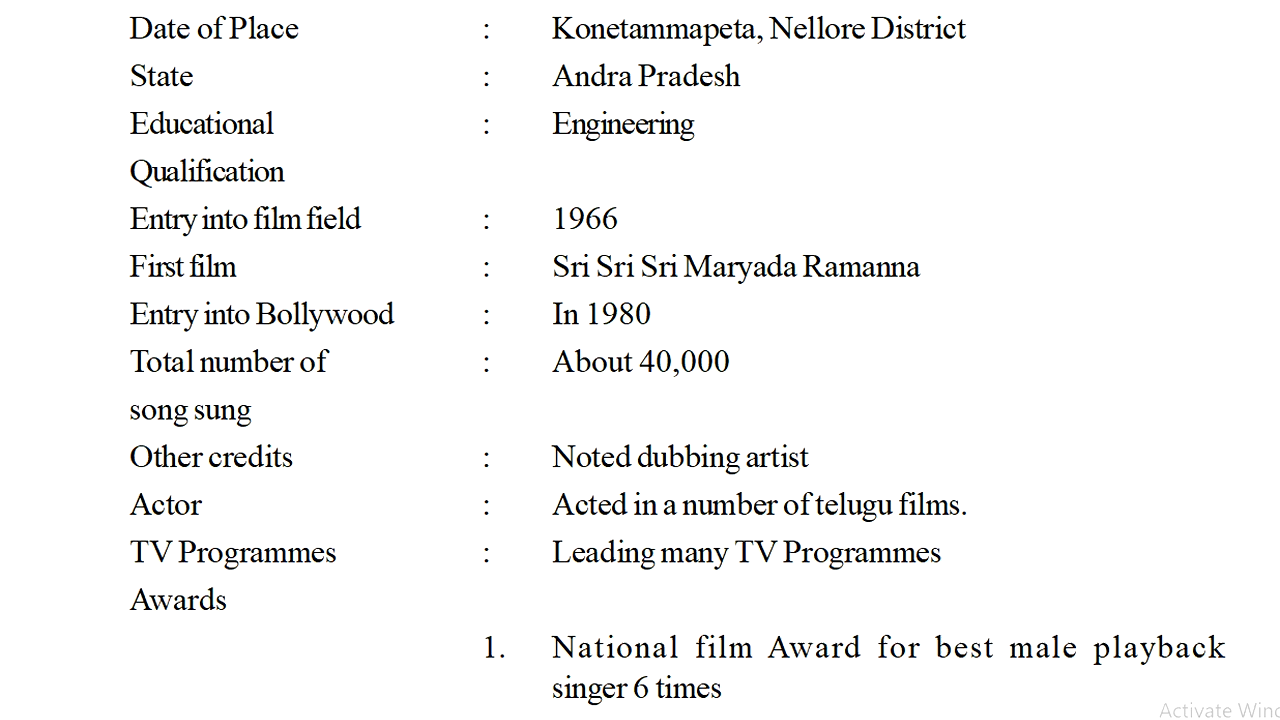 Date of Place : Konetammapeta, Nellore District
State : Andra Pradesh
Educational : Engineering
Qualification
Entry into film field : 1966
First film : Sri Sri Sri Maryada Ramanna
Entry into Bollywood : In 1980
Total number of : About 40,000
song sung
Other credits : Noted dubbing artist
Actor : Acted in a number of telugu films.
TV Programmes : Leading many TV Programmes
Awards
1. National film Award for best male playback
singer 6 times
Activate Wind